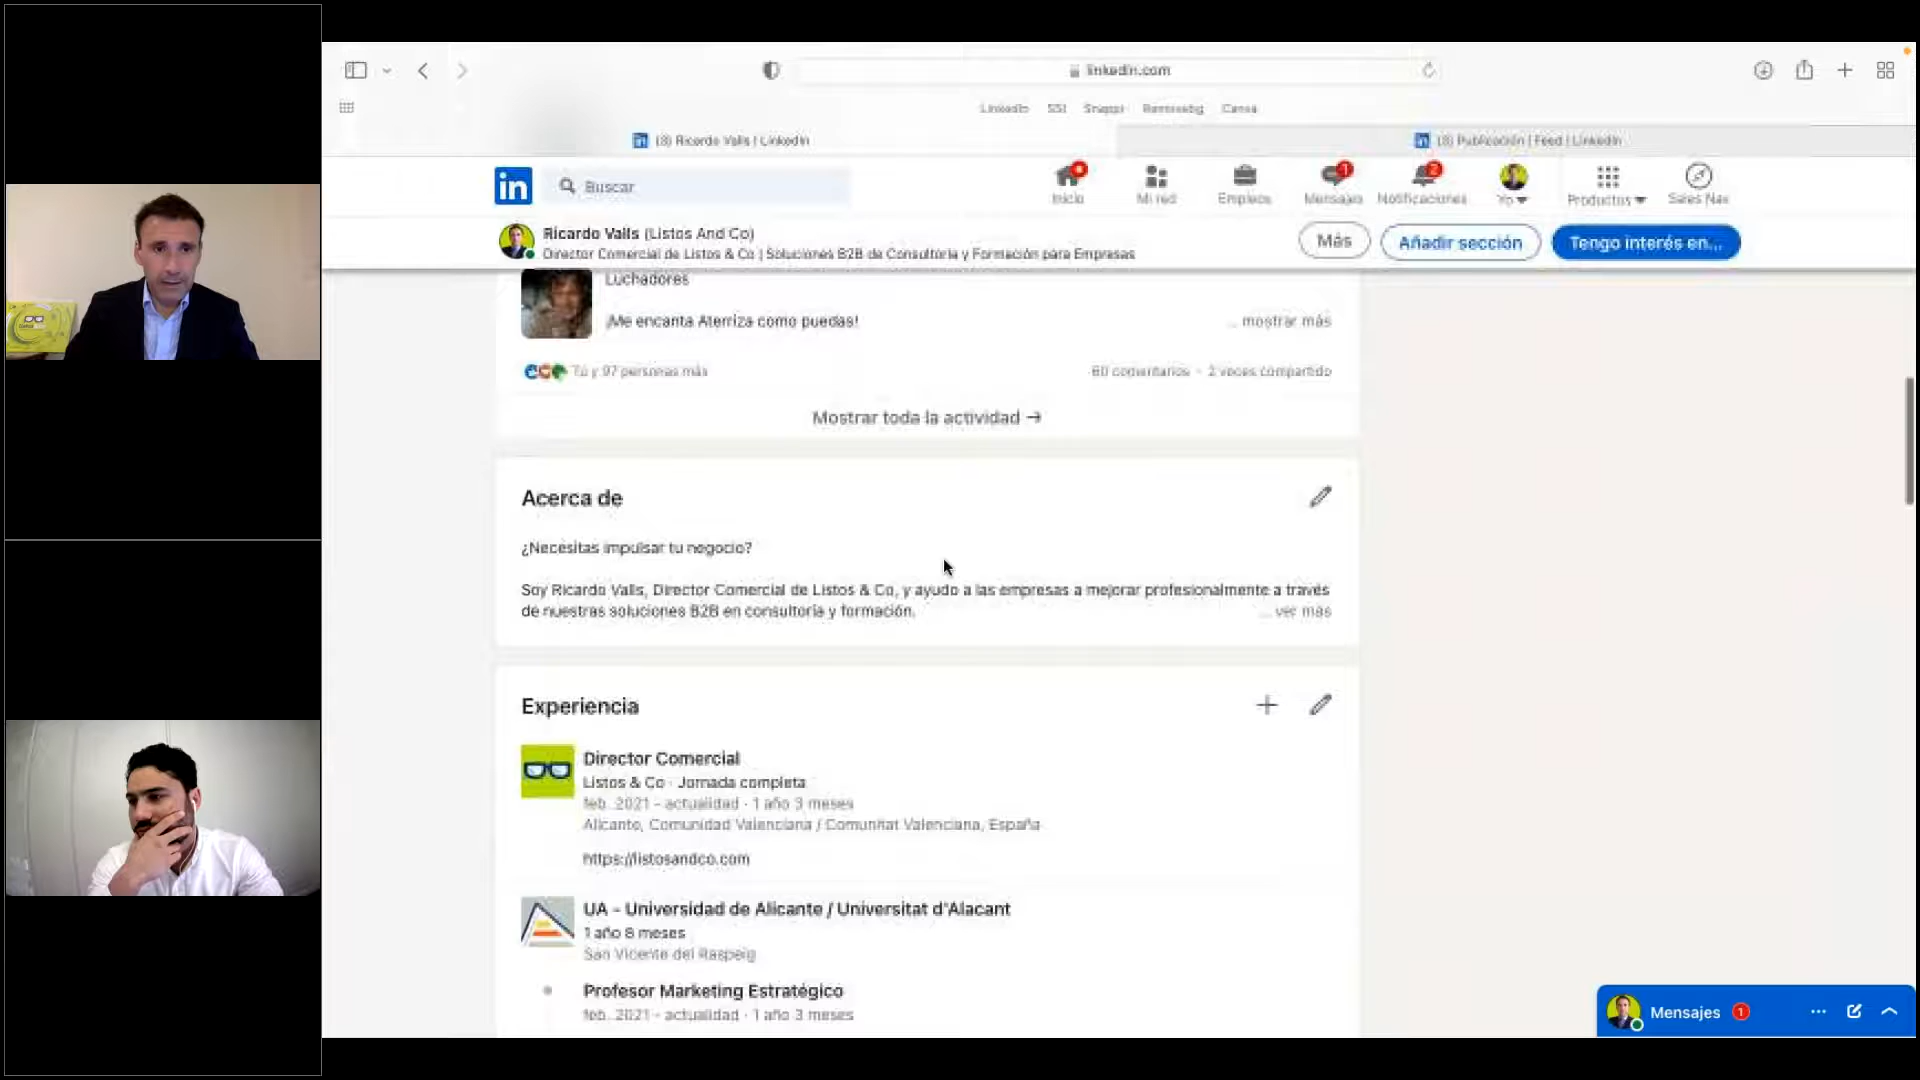 linkedin.com
LinkedIn SSI Snappr Removebg Canva
(3) Ricardo Valls | LinkedIn
(3) Publicación | Feed | LinkedIn
in
Buscar
Inicio
Mi red
Empleos
1
Mensajes
2
Notificaciones
Yo
Productos
Sales Nav
Ricardo Valls (Listos And Co)
Director Comercial de Listos & Co | Soluciones B2B de Consultoría y Formación para Empresas
Más
Añadir sección
Tengo interés en...
Luchadores
¡Me encanta Aterriza como puedas!
... mostrar más
Tú y 97 personas más
60 comentarios · 2 veces compartido
Mostrar toda la actividad →
Acerca de
¿Necesitas impulsar tu negocio?
Soy Ricardo Valls, Director Comercial de Listos & Co, y ayudo a las empresas a mejorar profesionalmente a través
de nuestras soluciones B2B en consultoría y formación.
... ver más
Experiencia
Director Comercial
Listos & Co · Jornada completa
feb. 2021 - actualidad · 1 año 3 meses
Alicante, Comunidad Valenciana / Comunitat Valenciana, España
https://listosandco.com
UA - Universidad de Alicante / Universitat d'Alacant
1 año 8 meses
San Vicente del Raspeig
Profesor Marketing Estratégico
feb. 2021 - actualidad · 1 año 3 meses
Mensajes 1